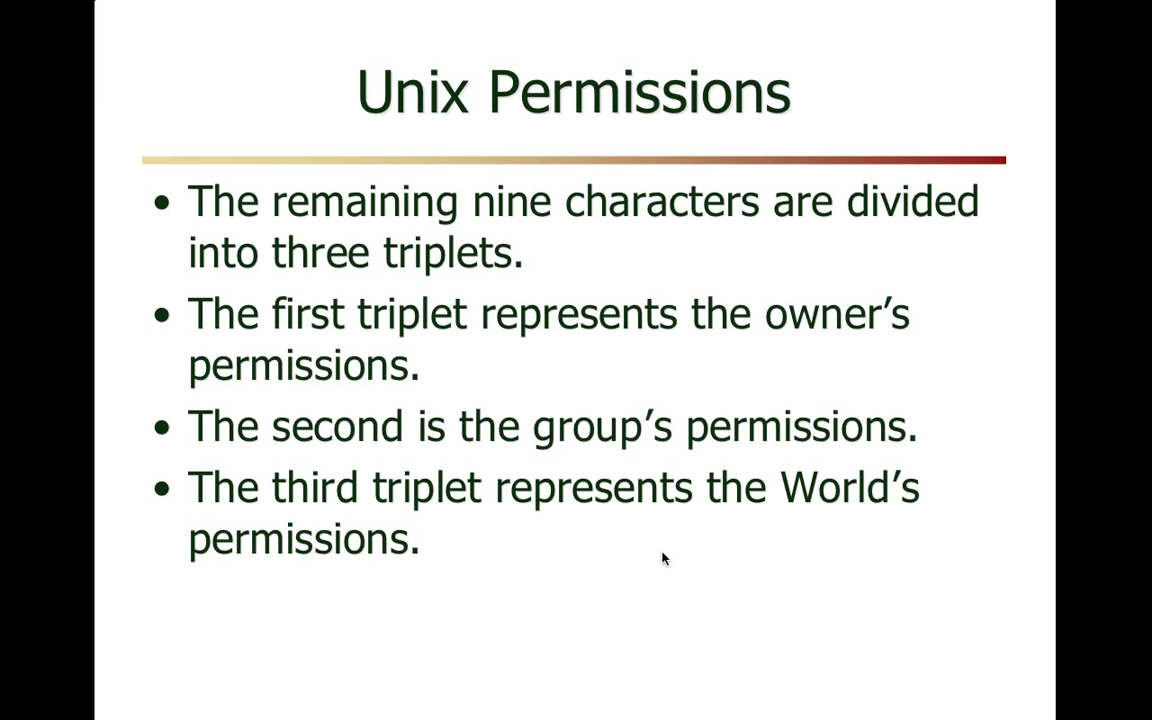 Unix Permissions
• The remaining nine characters are divided
into three triplets.
• The first triplet represents the owner’s
permissions.
• The second is the group’s permissions.
• The third triplet represents the World’s
permissions.